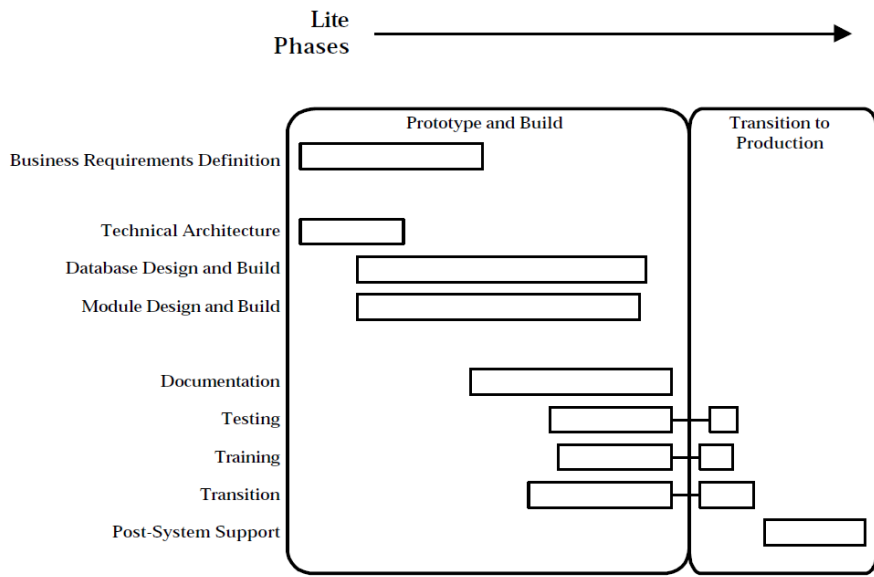 Lite
Phases
Prototype and Build
Transition to
Production
Business Requirements Definition
Technical Architecture
Database Design and Build
Module Design and Build
Documentation
Testing
Training
Transition
Post-System Support